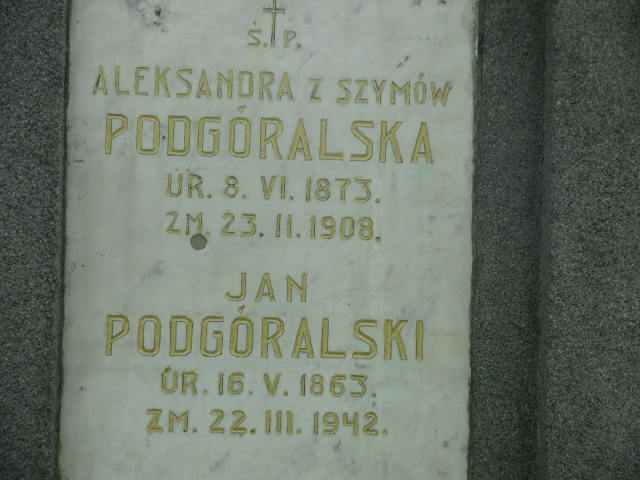 Ś. P.
ALEKSANDRA Z SZYMÓW
PODGÓRALSKA
UR. 8. VI. 1873.
ZM. 23. II. 1908.
JAN
PODGÓRALSKI
UR. 16. V. 1863.
ZM. 22. III. 1942.